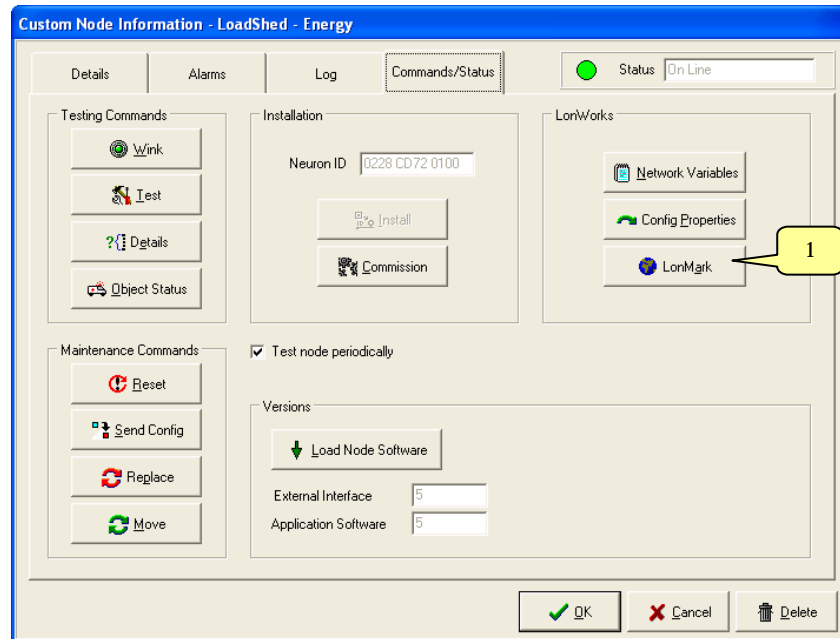 Custom Node Information - LoadShed - Energy
Details
Alarms
Log
Commands/Status
Status
On Line
Testing Commands
Wink
Test
Details
Object Status
Installation
Neuron ID
0228 CD72 0100
Install
Commission
LonWorks
Network Variables
Config Properties
LonMark
1
Maintenance Commands
Reset
Send Config
Replace
Move
Test node periodically
Versions
Load Node Software
External Interface
5
Application Software
5
OK
Cancel
Delete